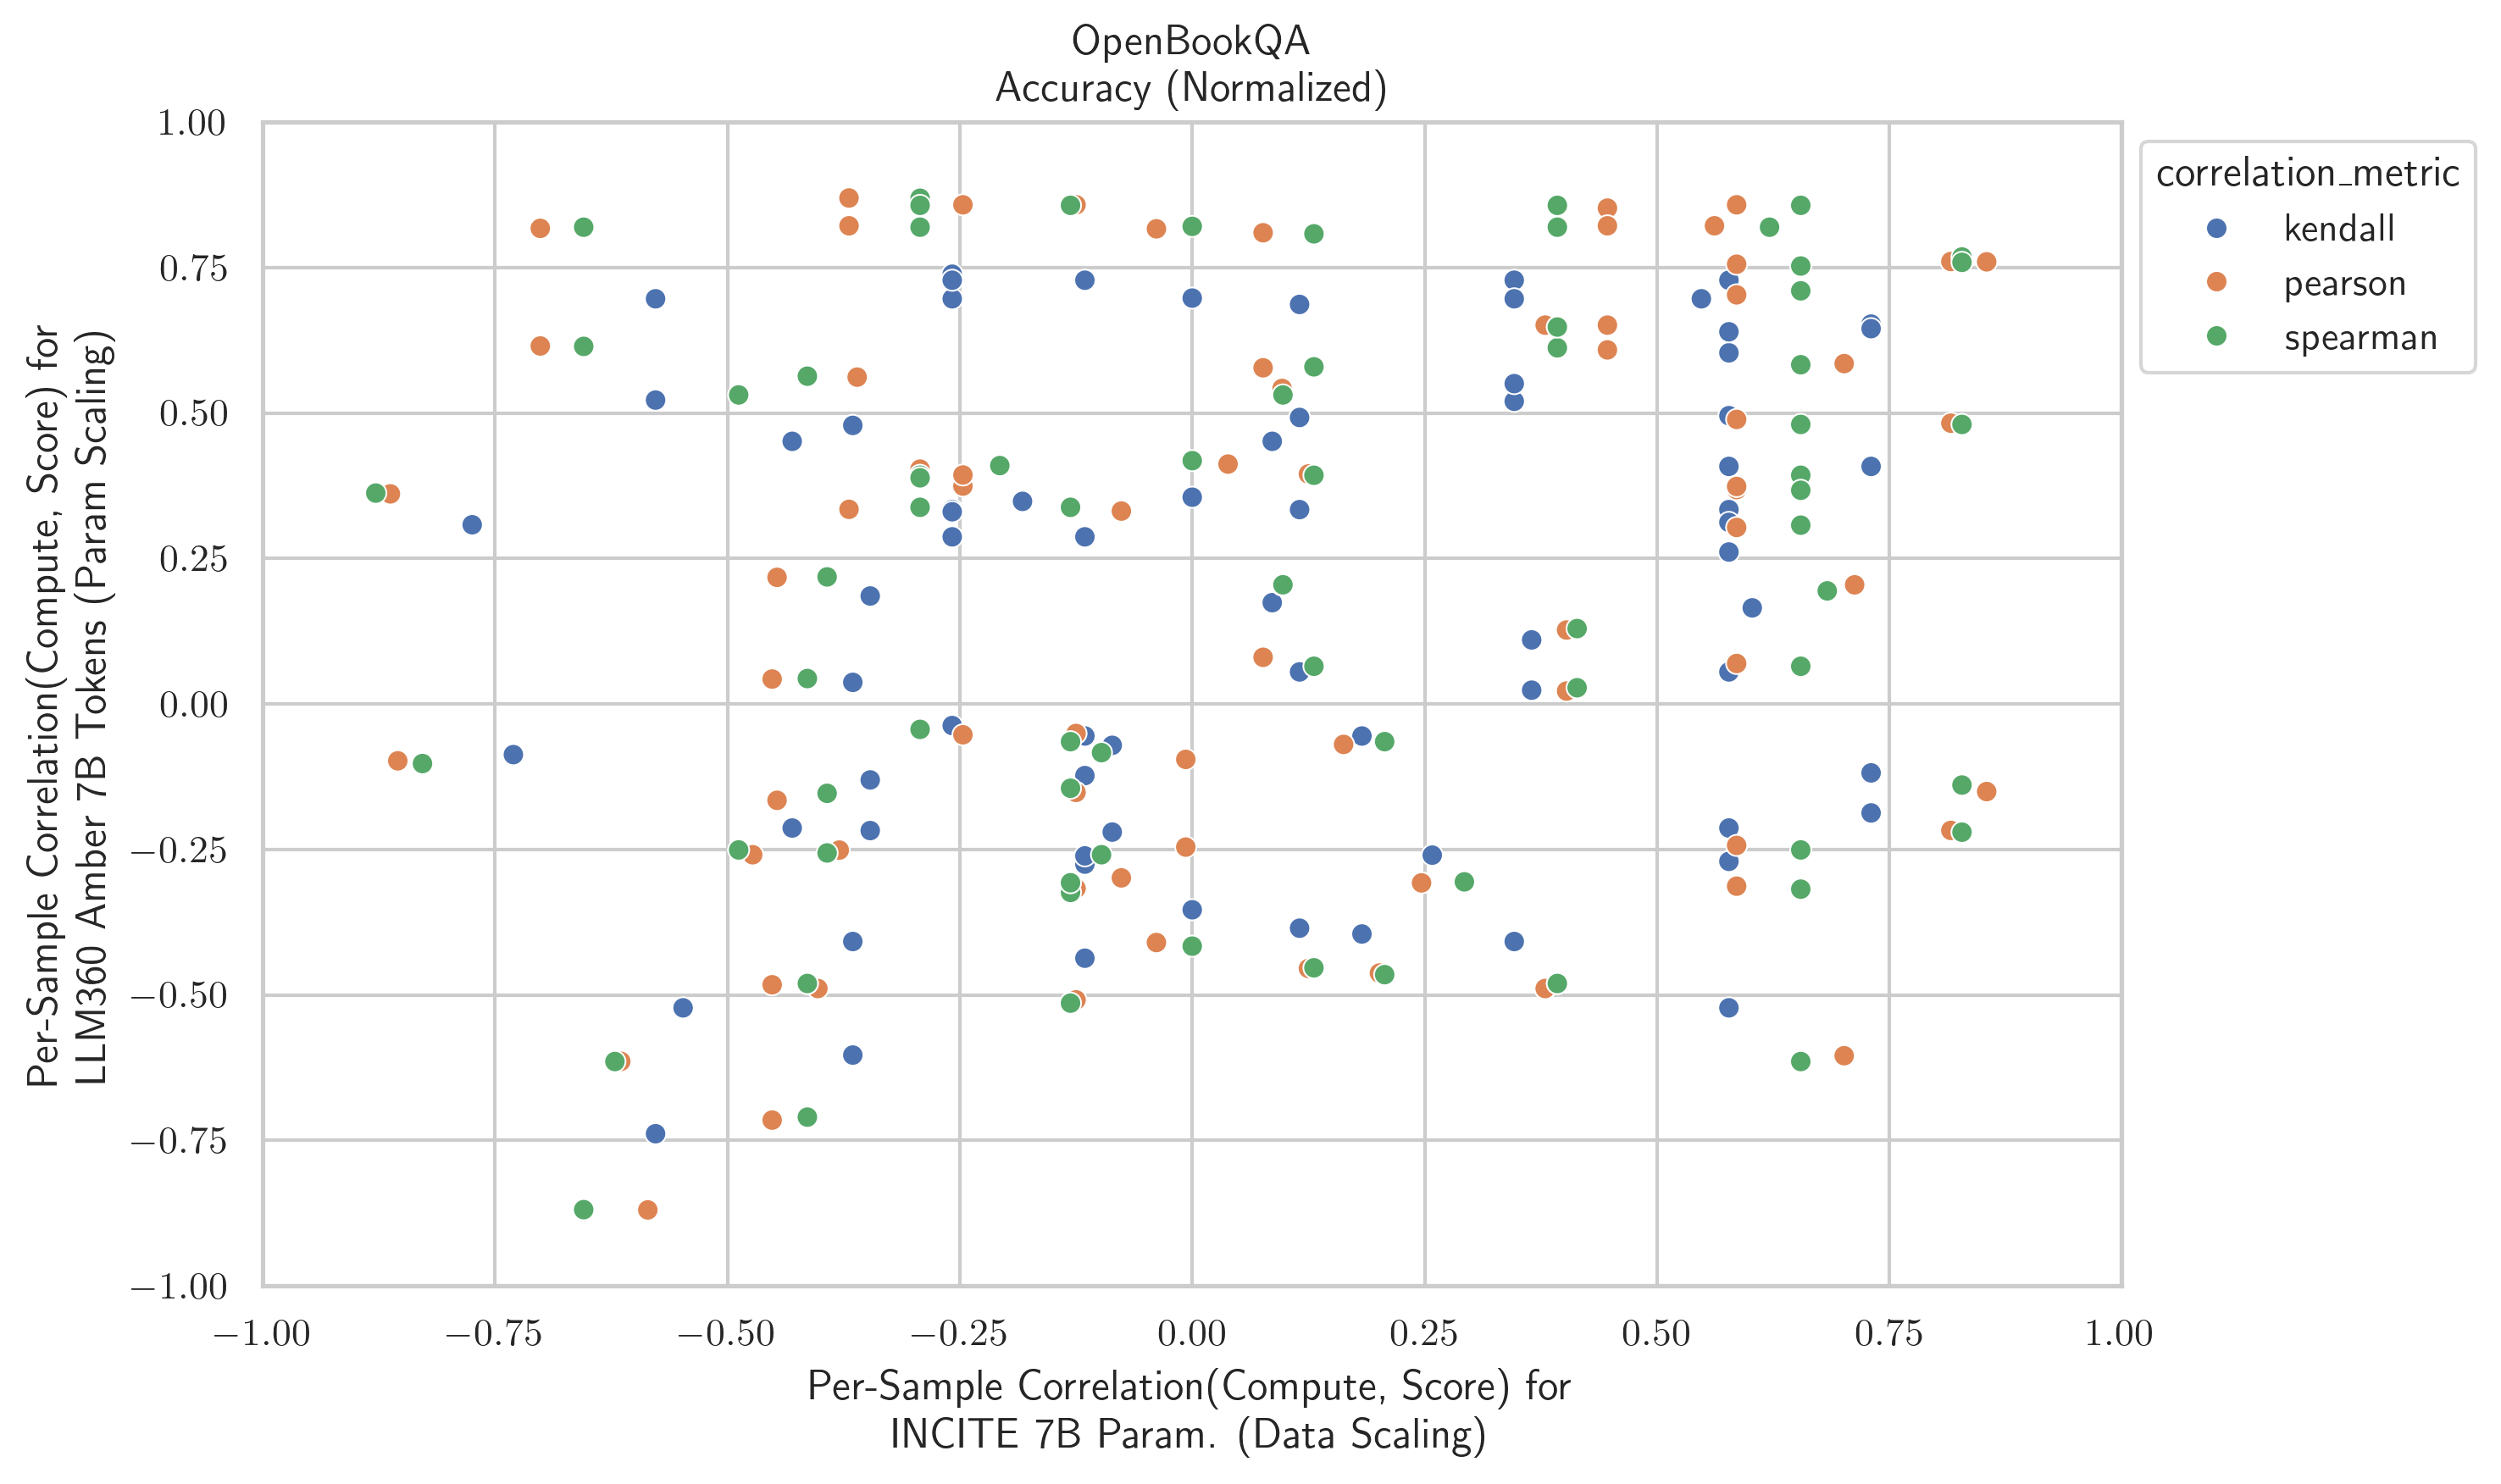 OpenBookQA
Accuracy (Normalized)
Per-Sample Correlation(Compute, Score) for
LLM360 Amber 7B Tokens (Param Scaling)
1.00
0.75
0.50
0.25
0.00
−0.25
−0.50
−0.75
−1.00
−1.00 −0.75 −0.50 −0.25 0.00 0.25 0.50 0.75 1.00
Per-Sample Correlation(Compute, Score) for
INCITE 7B Param. (Data Scaling)
correlation_metric
kendall
pearson
spearman